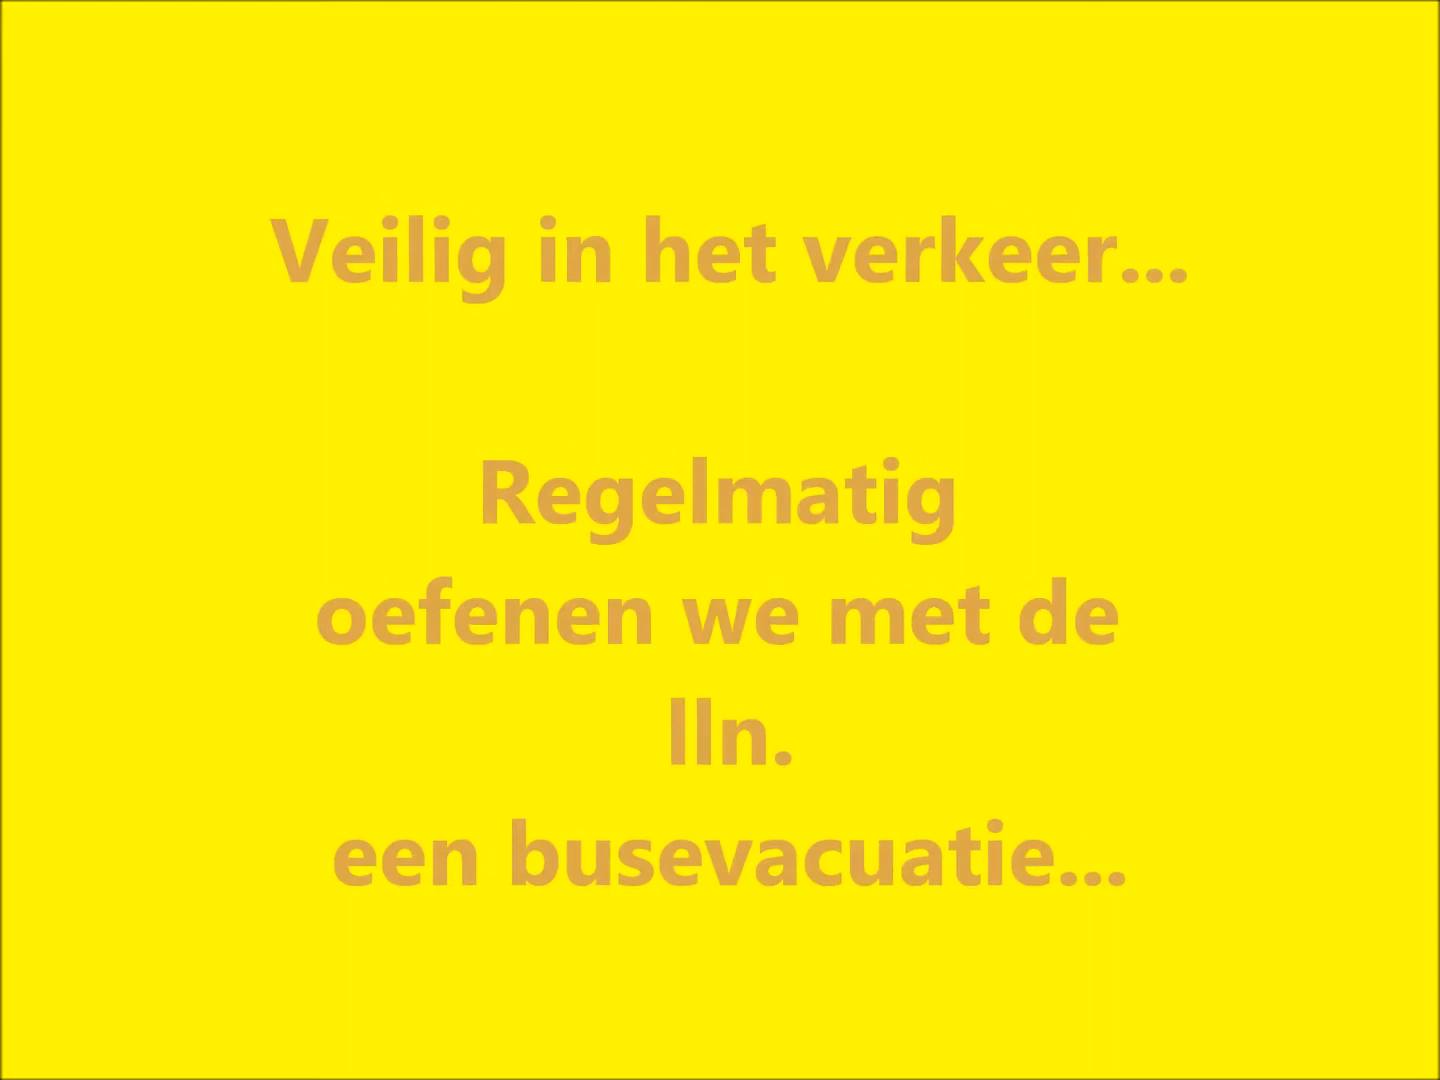 Veilig in het verkeer...
Regelmatig
oefenen we met de
lln.
een busevacuatie...